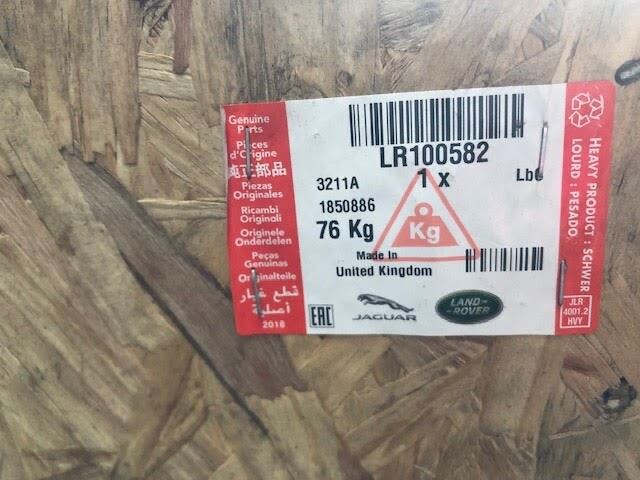 Genuine
Parts
Pièces
d'Origine
純正部品
Piezas
Originales
Ricambi
Originali
Originele
Onderdelen
Peças
Genuínas
Originalteile
قطع غيار
أصلية
2018
LR100582
3211A
1 x
1850886
76 Kg
Kg
Made In
United Kingdom
EAC
JAGUAR
LAND-
ROVER
HEAVY PRODUCT : SCHWER
LOURD : PESADO
JLR
4001.2
HVY